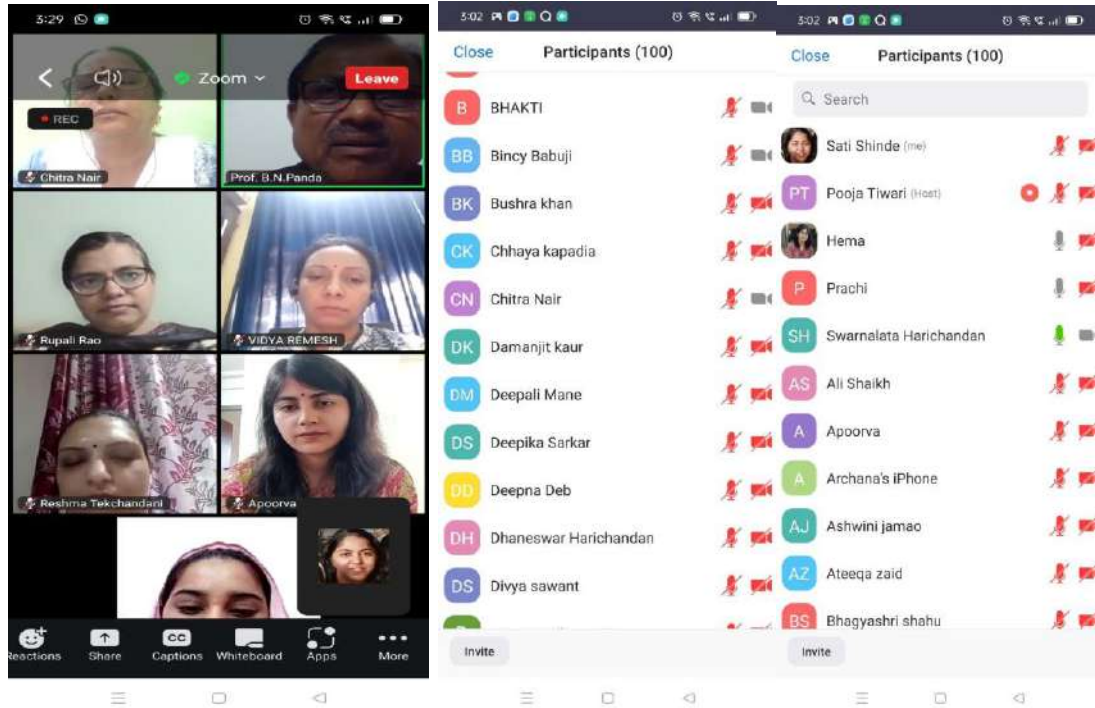 3:29
Zoom
Leave
REC
Chitra Nair
Prof. B.N.Panda
Rupali Rao
VIDYA REMESH
Reshma Tekchandani
Apoorva
Reactions
Share
CC
Captions
Whiteboard
Apps
More
3:02
Close
Participants (100)
B BHAKTI
BB Bincy Babuji
BK Bushra khan
CK Chhaya kapadia
CN Chitra Nair
DK Damanjit kaur
DM Deepali Mane
DS Deepika Sarkar
DD Deepna Deb
DH Dhaneswar Harichandan
DS Divya sawant
Invite
3:02
Close
Participants (100)
Search
Sati Shinde (me)
PT Pooja Tiwari (Host)
Hema
P Prachi
SH Swarnalata Harichandan
AS Ali Shaikh
A Apoorva
A Archana's iPhone
AJ Ashwini jamao
AZ Ateeqa zaid
BS Bhagyashri shahu
Invite